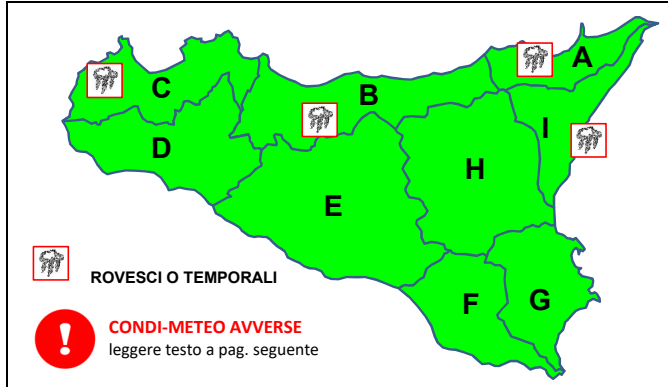 A
C
B
I
D
H
E
ROVESCI O TEMPORALI
F
G
CONDI-METEO AVVERSE
leggere testo a pag. seguente